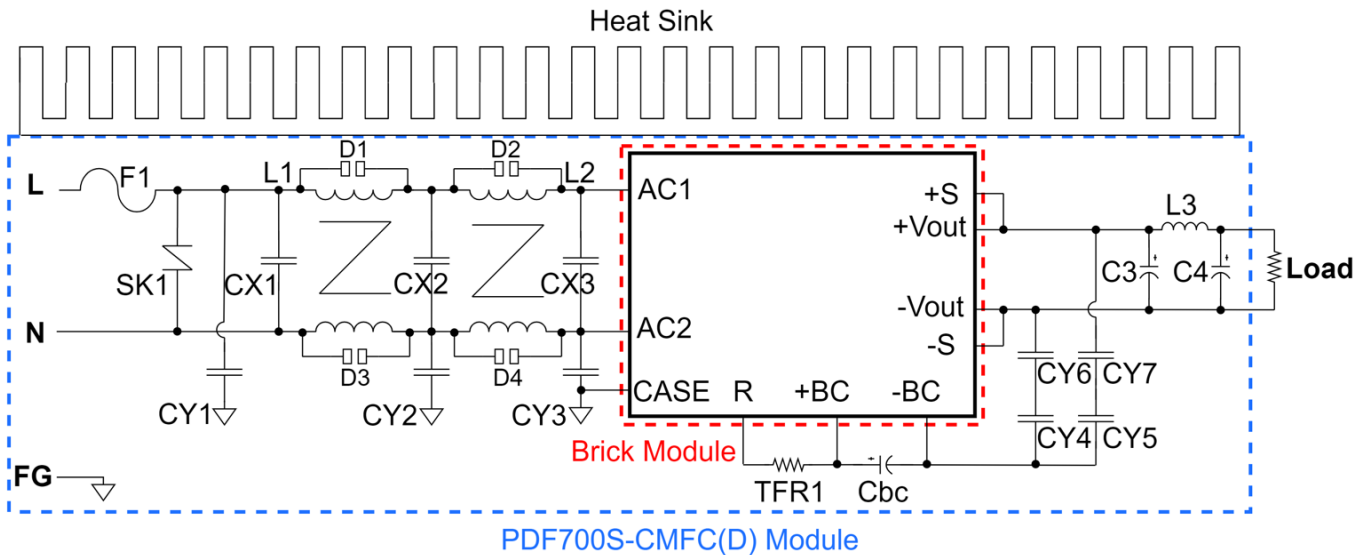 Heat Sink
D1
D2
L
F1
L1
L2
AC1
+S
+Vout
L3
SK1
CX1
CX2
CX3
C3
C4
Load
N
-Vout
AC2
-S
D3
D4
CY1
CY2
CY3
CASE
R
+BC
-BC
CY6
CY7
CY4
CY5
Brick Module
FG
TFR1
Cbc
PDF700S-CMFC(D) Module